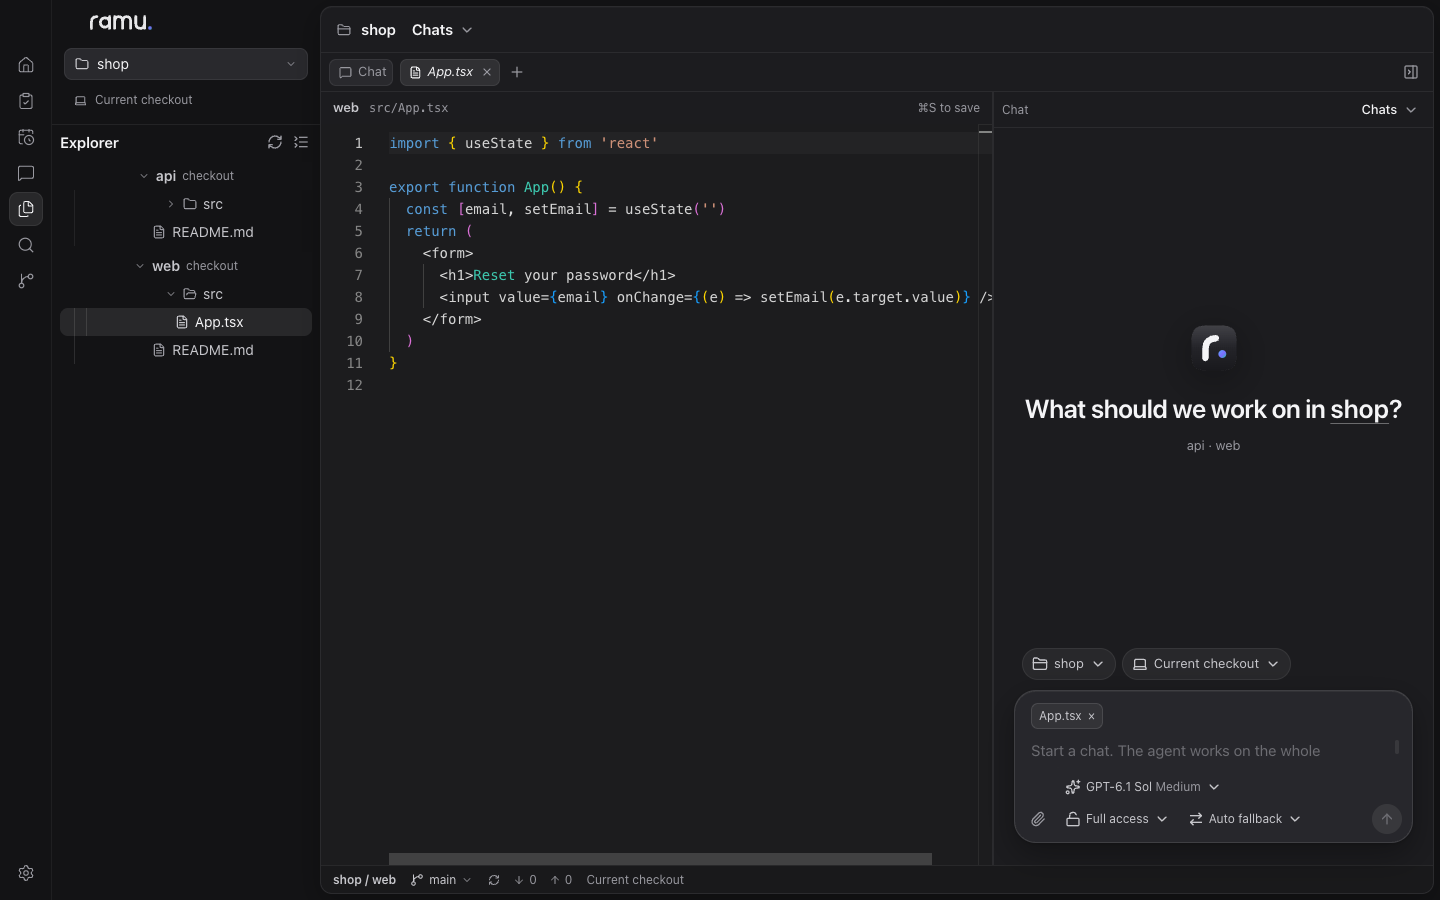 ramu.
shop
Current checkout
Explorer
api checkout
src
README.md
web checkout
src
App.tsx
README.md
shop Chats
Chat App.tsx
web src/App.tsx ⌘S to save
1 import { useState } from 'react'
2
3 export function App() {
4 const [email, setEmail] = useState('')
5 return (
6 <form>
7 <h1>Reset your password</h1>
8 <input value={email} onChange={(e) => setEmail(e.target.value)} />
9 </form>
10 )
11 }
12
Chat Chats
What should we work on in shop?
api · web
shop Current checkout
App.tsx ×
Start a chat. The agent works on the whole
GPT-6.1 Sol Medium
Full access Auto fallback
shop / web main ↓ 0 ↑ 0 Current checkout